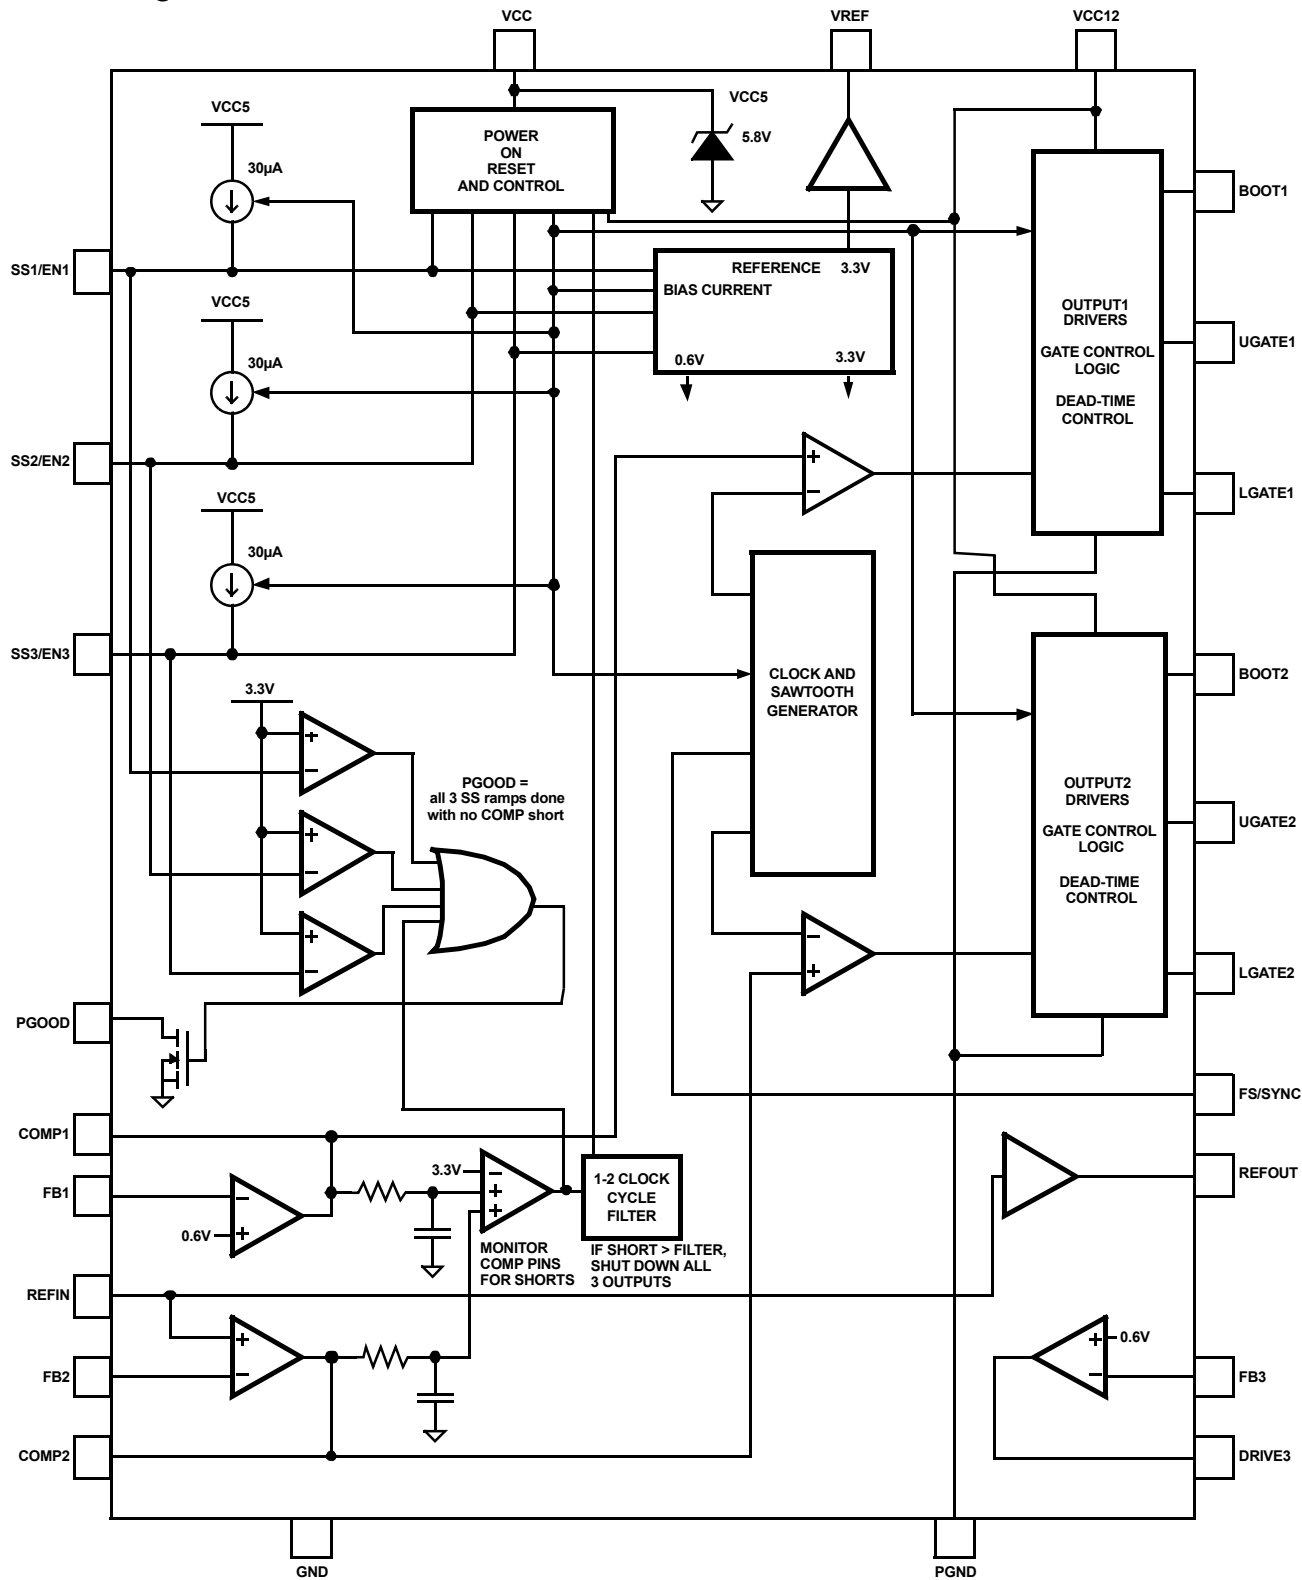 VCC
VREF
VCC12
VCC5
VCC5
5.8V
POWER
ON
RESET
AND CONTROL
30µA
BOOT1
SS1/EN1
REFERENCE 3.3V
BIAS CURRENT
0.6V
3.3V
OUTPUT1
DRIVERS
GATE CONTROL
LOGIC
DEAD-TIME
CONTROL
UGATE1
VCC5
30µA
SS2/EN2
+
−
LGATE1
VCC5
30µA
SS3/EN3
CLOCK AND
SAWTOOTH
GENERATOR
BOOT2
3.3V
+
−
+
−
+
−
PGOOD =
all 3 SS ramps done
with no COMP short
OUTPUT2
DRIVERS
GATE CONTROL
LOGIC
DEAD-TIME
CONTROL
UGATE2
−
+
LGATE2
PGOOD
FS/SYNC
COMP1
FB1
−
+
0.6V
3.3V
−
+
+
1-2 CLOCK
CYCLE
FILTER
REFOUT
MONITOR
COMP PINS
FOR SHORTS
IF SHORT > FILTER,
SHUT DOWN ALL
3 OUTPUTS
REFIN
+
−
FB2
+
−
0.6V
FB3
COMP2
DRIVE3
GND
PGND